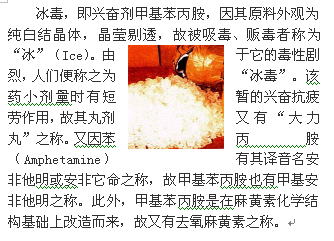 冰毒，即兴奋剂甲基苯丙胺，因其原料外观为
纯白结晶体，晶莹剔透，故被吸毒、贩毒者称为
“冰”（Ice）。由于它的毒性剧
烈，人们便称之为“冰毒”。该
药小剂量时有短暂的兴奋抗疲
劳作用，故其丸剂又有“大力
丸”之称。又因苯丙胺
（Amphetamine）有其译音名安
非他明或安非它命之称，故甲基苯丙胺也有甲基安
非他明之称。此外，甲基苯丙胺是在麻黄素化学结
构基础上改造而来，故又有去氧麻黄素之称。